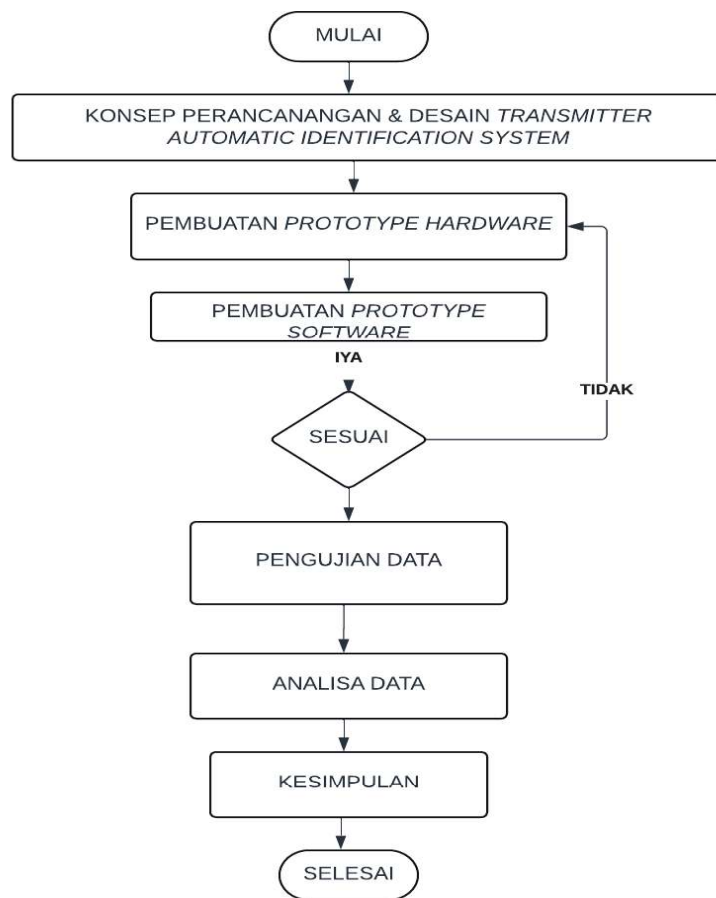 MULAI
KONSEP PERANCANANGAN & DESAIN TRANSMITTER
AUTOMATIC IDENTIFICATION SYSTEM
PEMBUATAN PROTOTYPE HARDWARE
PEMBUATAN PROTOTYPE
SOFTWARE
IYA
TIDAK
SESUAI
PENGUJIAN DATA
ANALISA DATA
KESIMPULAN
SELESAI